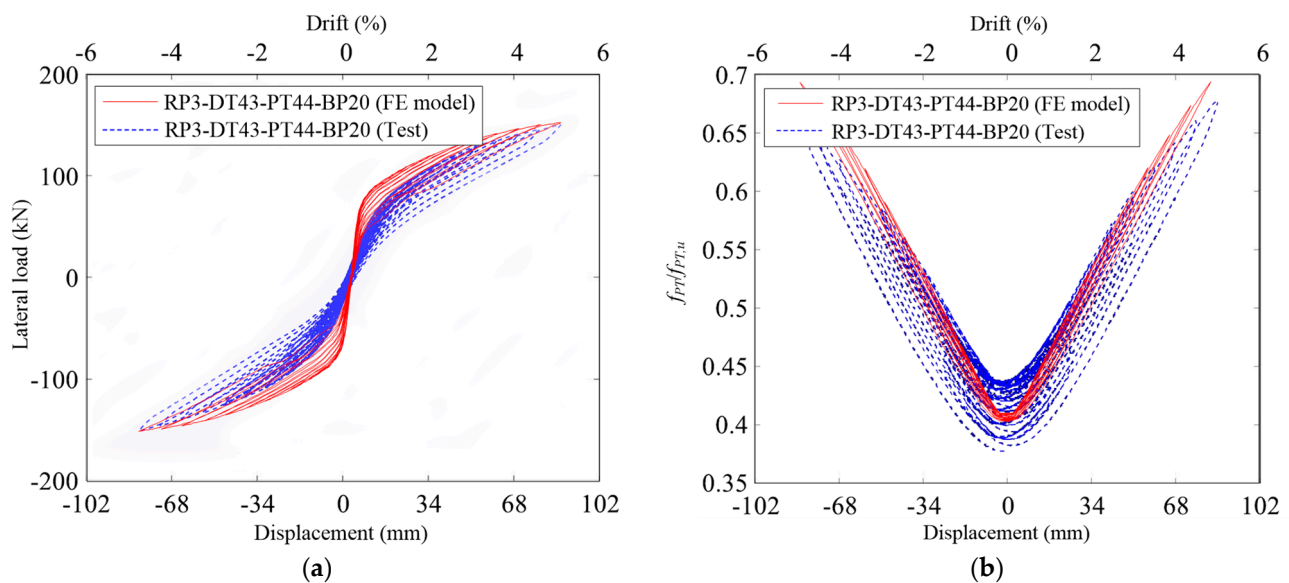 Drift (%)
-6 -4 -2 0 2 4 6
200
100
0
-100
-200
Lateral load (kN)
RP3-DT43-PT44-BP20 (FE model)
RP3-DT43-PT44-BP20 (Test)
-102 -68 -34 0 34 68 102
Displacement (mm)
(a)
Drift (%)
-6 -4 -2 0 2 4 6
0.7
0.65
0.6
0.55
0.5
0.45
0.4
0.35
fPT/fPT,u
RP3-DT43-PT44-BP20 (FE model)
RP3-DT43-PT44-BP20 (Test)
-102 -68 -34 0 34 68 102
Displacement (mm)
(b)